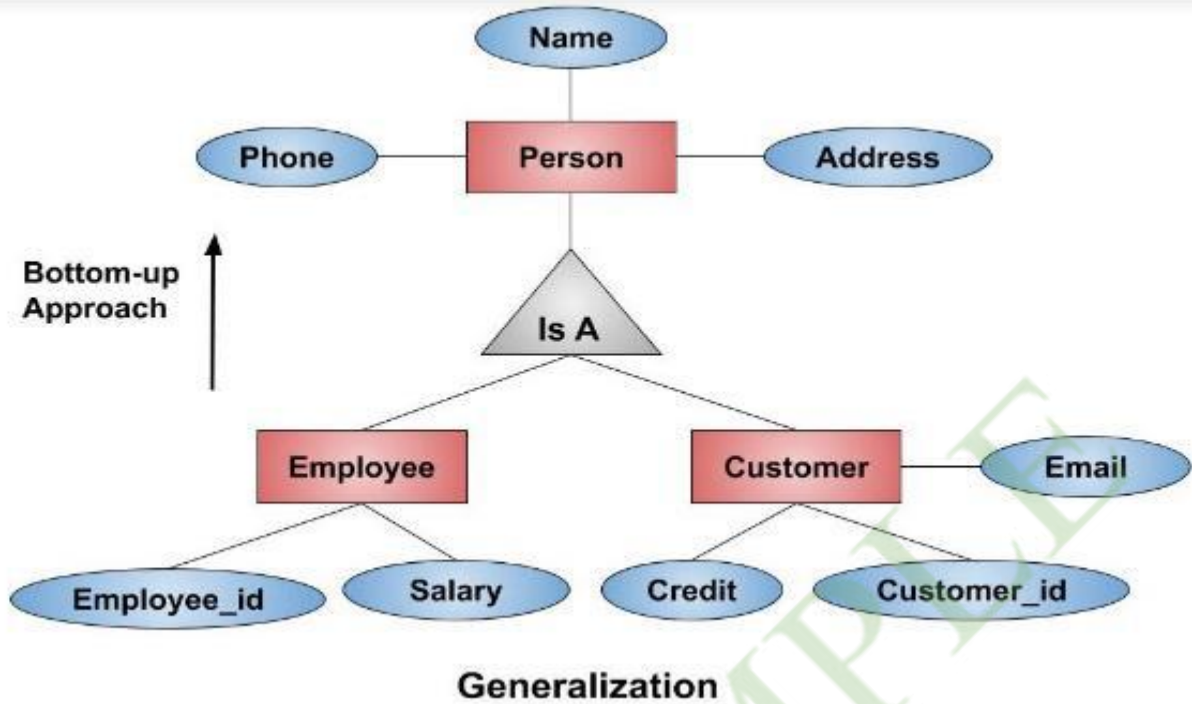 Name
Phone
Person
Address
Bottom-up
Approach
Is A
Employee
Customer
Email
Employee_id
Salary
Credit
Customer_id
Generalization